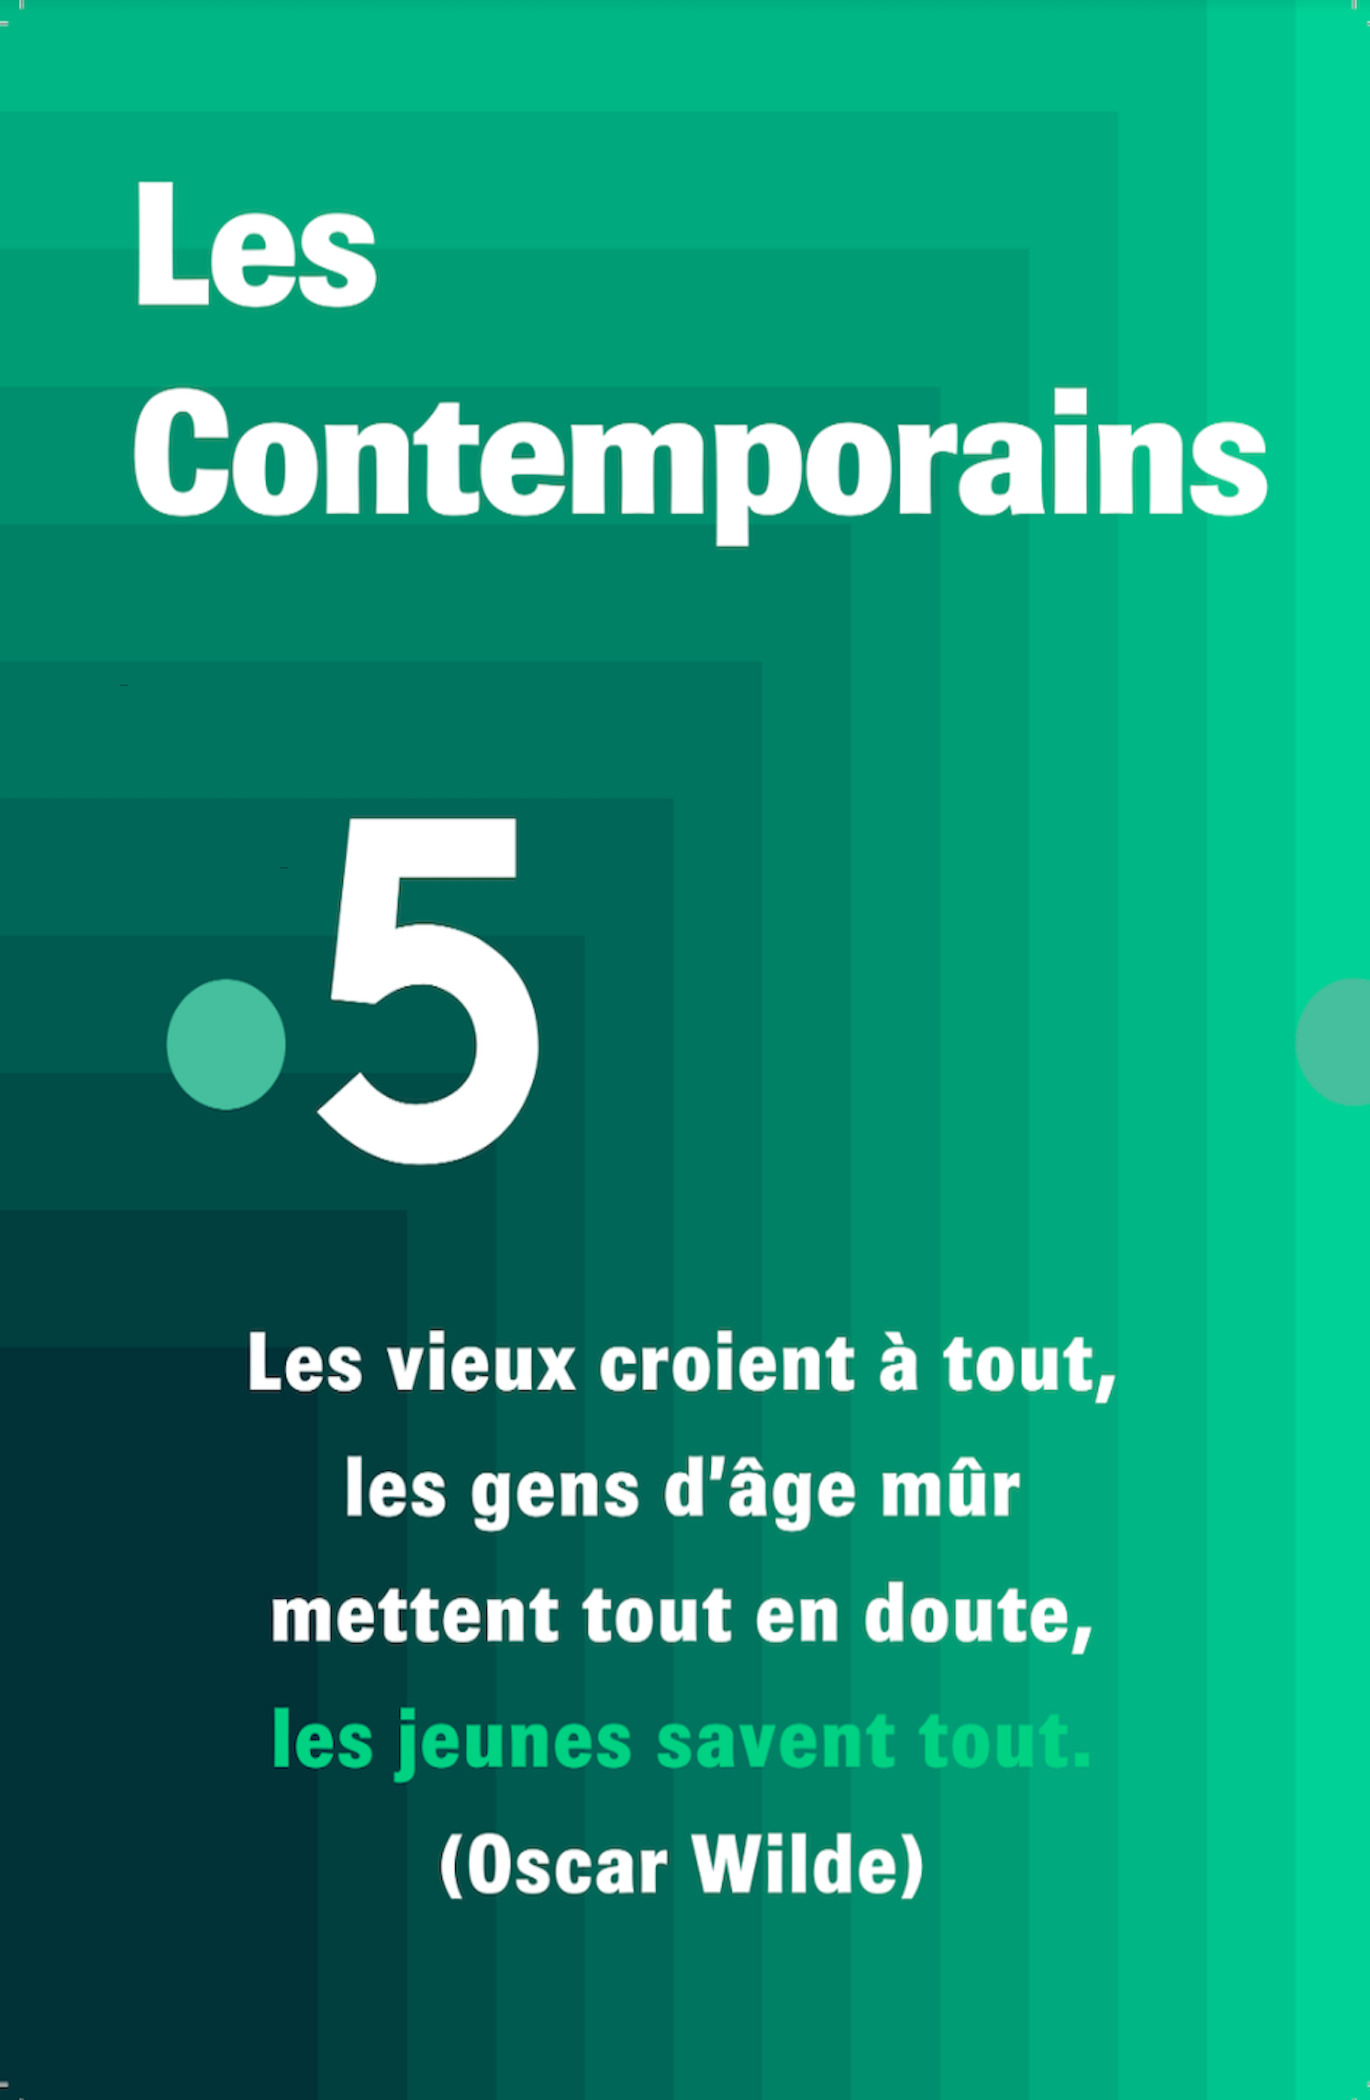 Les
Contemporains
5
Les vieux croient à tout,
les gens d’âge mûr
mettent tout en doute,
les jeunes savent tout.
(Oscar Wilde)